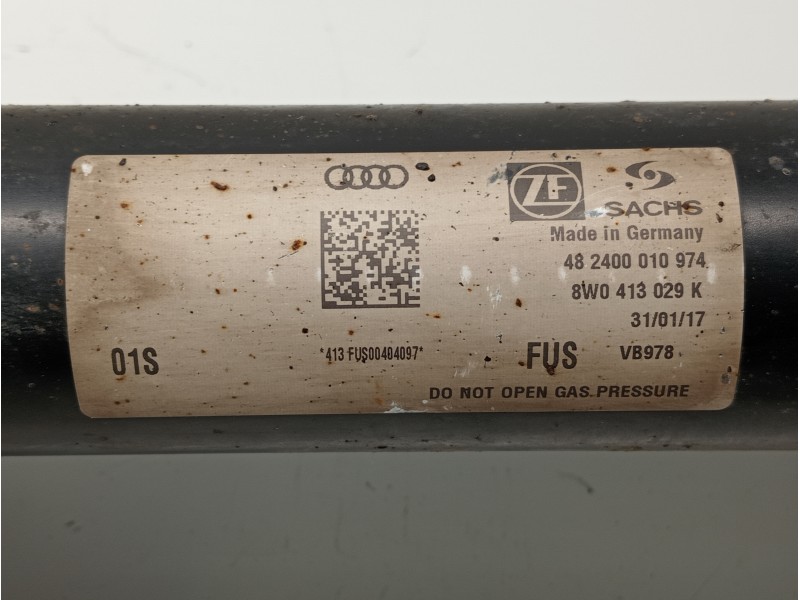 ZF SACHS
Made in Germany
48 2400 010 974
8W0 413 029 K
31/01/17
01S
*413 FUS00404097*
FUS VB978
DO NOT OPEN GAS PRESSURE